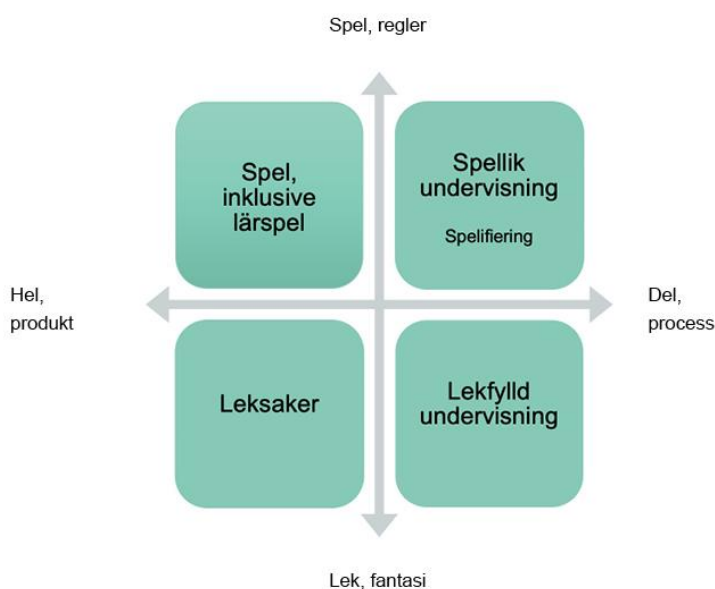 Spel, regler
Spel,
inklusive
lärspel
Spellik
undervisning
Spelifiering
Hel,
produkt
Del,
process
Leksaker
Lekfylld
undervisning
Lek, fantasi